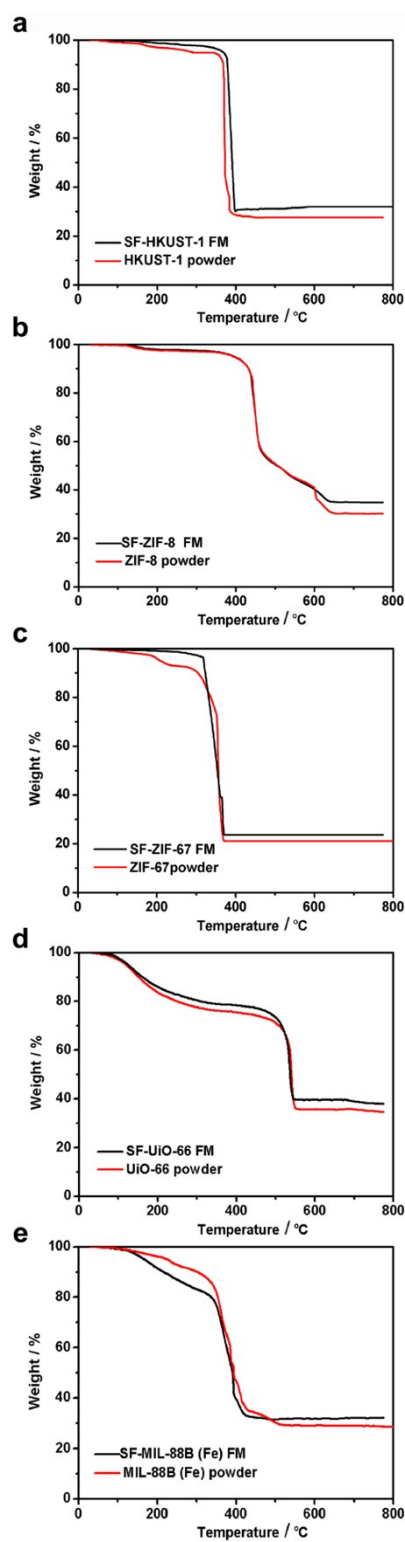 a
100
80
60
40
20
0
Weight / %
SF-HKUST-1 FM
HKUST-1 powder
0 200 400 600 800
Temperature / °C
b
100
80
60
40
20
0
Weight / %
SF-ZIF-8 FM
ZIF-8 powder
0 200 400 600 800
Temperature / °C
c
100
80
60
40
20
0
Weight / %
SF-ZIF-67 FM
ZIF-67powder
0 200 400 600 800
Temperature / °C
d
100
80
60
40
20
0
Weight / %
SF-UiO-66 FM
UiO-66 powder
0 200 400 600 800
Temperature / °C
e
100
80
60
40
20
0
Weight / %
SF-MIL-88B (Fe) FM
MIL-88B (Fe) powder
0 200 400 600 800
Temperature / °C